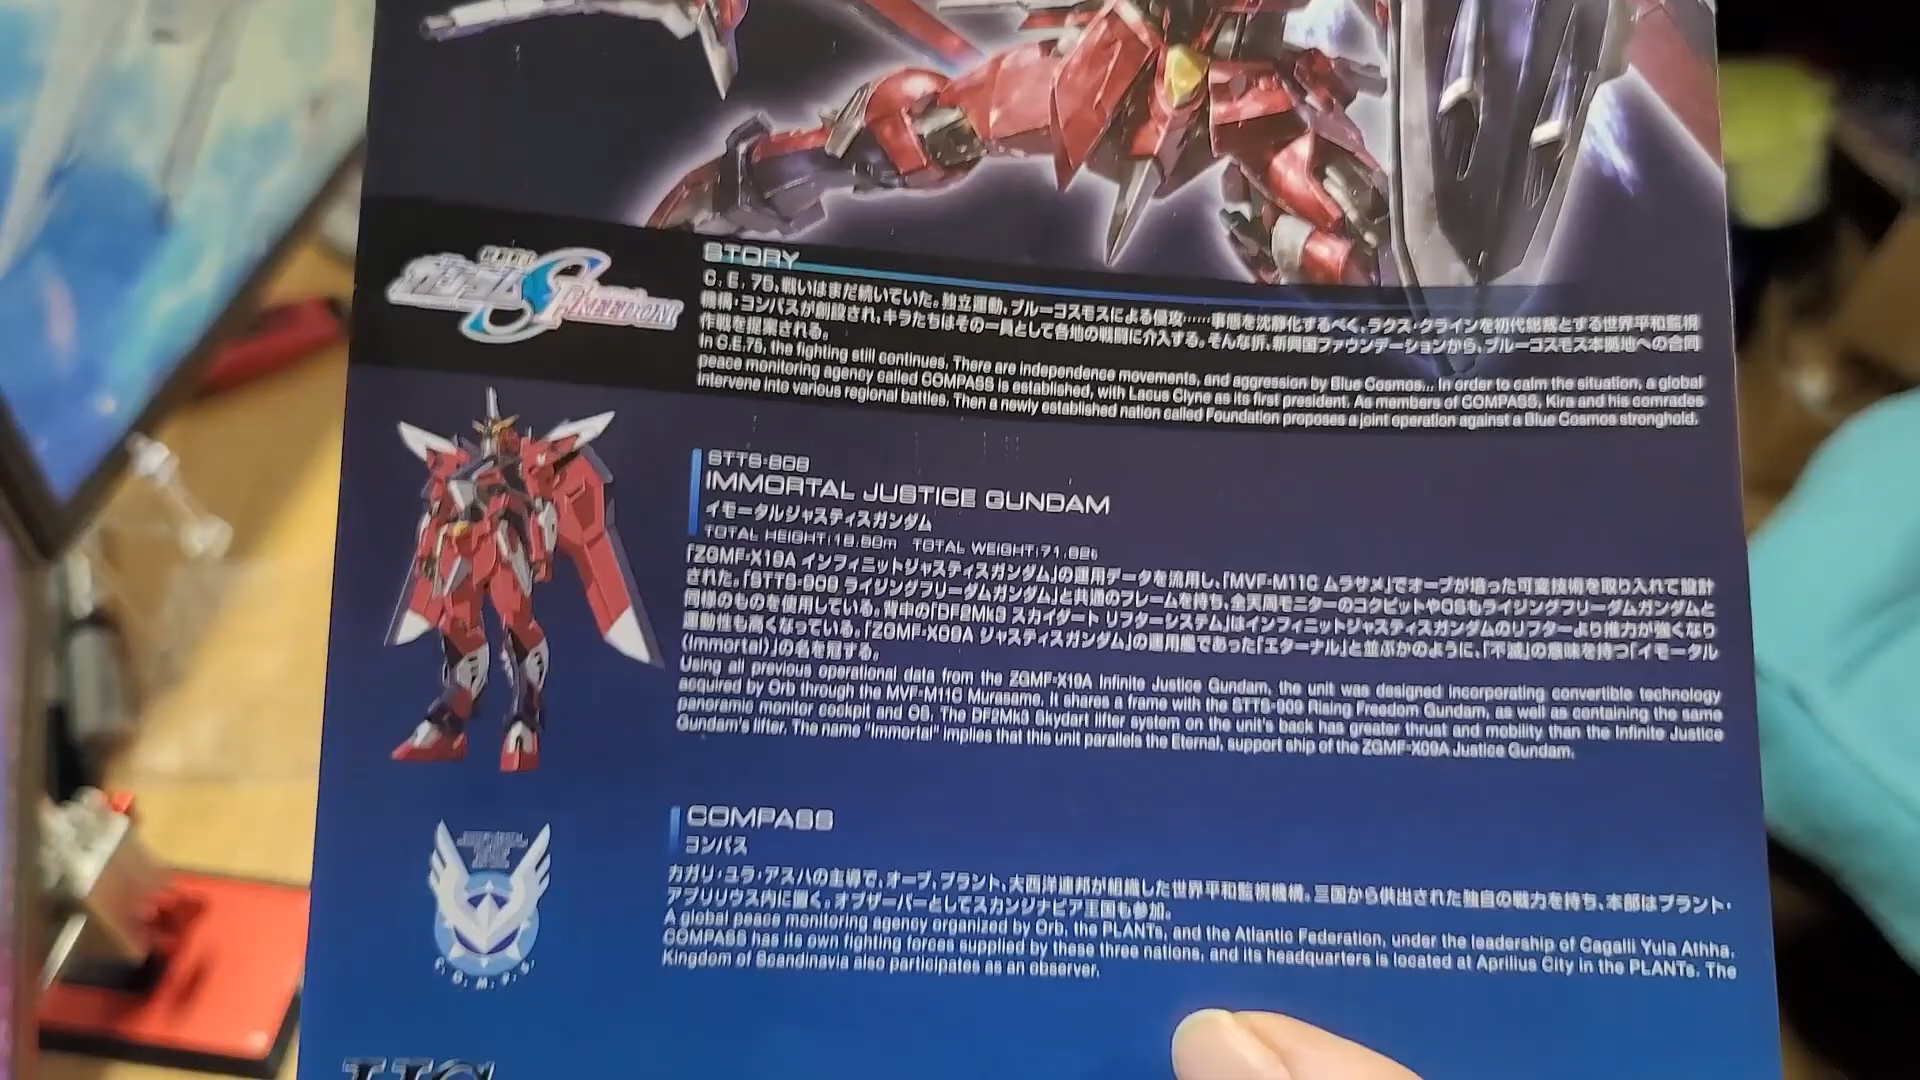 ガンダム
FREEDOM
STORY
C.E.75、戦いはまだ続いていた。独立運動、ブルーコスモスによる侵攻……事態を沈静化するべく、ラクス・クラインを初代総裁とする世界平和監視
機構・コンパスが創設され、キラたちはその一員として各地の戦闘に介入する。そんな折、新興国ファウンデーションから、ブルーコスモス本拠地への合同
作戦を提案される。
In C.E.75, the fighting still continues. There are independence movements, and aggression by Blue Cosmos... In order to calm the situation, a global
peace monitoring agency called COMPASS is established, with Lacus Clyne as its first president. As members of COMPASS, Kira and his comrades
intervene into various regional battles. Then a newly established nation called Foundation proposes a joint operation against a Blue Cosmos stronghold.
STTS-808
IMMORTAL JUSTICE GUNDAM
イモータルジャスティスガンダム
TOTAL HEIGHT:18.80m TOTAL WEIGHT:71.82t
「ZGMF-X19A インフィニットジャスティスガンダム」の運用データを流用し、「MVF-M11C ムラサメ」でオーブが培った可変技術を取り入れて設計
された。「STTS-909 ライジングフリーダムガンダム」と共通のフレームを持ち、全天周モニターのコクピットやOSもライジングフリーダムガンダムと
同様のものを使用している。背中の「DF2Mk3 スカイダート リフターシステム」はインフィニットジャスティスガンダムのリフターより推力が強くなり
運動性も高くなっている。「ZGMF-X09A ジャスティスガンダム」の運用艦であった「エターナル」と並ぶかのように、「不滅」の意味を持つ「イモータル
(Immortal)」の名を冠する。
Using all previous operational data from the ZGMF-X19A Infinite Justice Gundam, the unit was designed incorporating convertible technology
acquired by Orb through the MVF-M11C Murasame. It shares a frame with the STTS-909 Rising Freedom Gundam, as well as containing the same
panoramic monitor cockpit and OS. The DF2Mk3 Skydart lifter system on the unit's back has greater thrust and mobility than the Infinite Justice
Gundam's lifter. The name "Immortal" implies that this unit parallels the Eternal, support ship of the ZGMF-X09A Justice Gundam.
COMPASS
コンパス
カガリ・ユラ・アスハの主導で、オーブ、プラント、大西洋連邦が組織した世界平和監視機構。三国から供出された独自の戦力を持ち、本部はプラント・
アプリリウス内に置く。オブザーバーとしてスカンジナビア王国も参加。
A global peace monitoring agency organized by Orb, the PLANTs, and the Atlantic Federation, under the leadership of Cagalli Yula Athha.
COMPASS has its own fighting forces supplied by these three nations, and its headquarters is located at Aprilius City in the PLANTs. The
Kingdom of Scandinavia also participates as an observer.